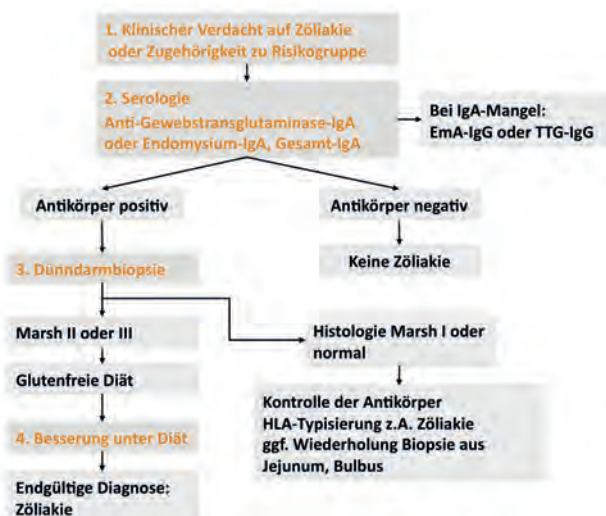 1. Klinischer Verdacht auf Zöliakie
oder Zugehörigkeit zu Risikogruppe
2. Serologie
Anti-Gewebstransglutaminase-IgA
oder Endomysium-IgA, Gesamt-IgA
Bei IgA-Mangel:
EmA-IgG oder TTG-IgG
Antikörper positiv
Antikörper negativ
3. Dünndarmbiopsie
Keine Zöliakie
Marsh II oder III
Histologie Marsh I oder
normal
Glutenfreie Diät
Kontrolle der Antikörper
HLA-Typisierung z.A. Zöliakie
ggf. Wiederholung Biopsie aus
Jejunum, Bulbus
4. Besserung unter Diät
Endgültige Diagnose:
Zöliakie